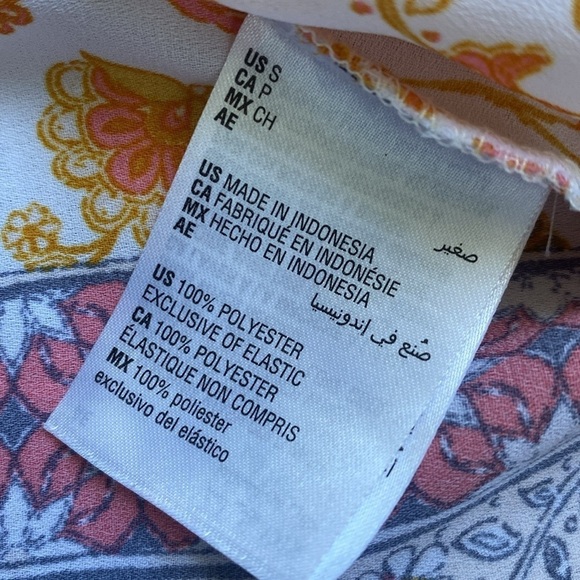 US S
CA P
MX CH
AE صغير
US MADE IN INDONESIA
CA FABRIQUÉ EN INDONÉSIE
MX HECHO EN INDONESIA
AE صُنع في اندونيسيا
US 100% POLYESTER
EXCLUSIVE OF ELASTIC
CA 100% POLYESTER
ÉLASTIQUE NON COMPRIS
MX 100% poliester
exclusivo del elástico